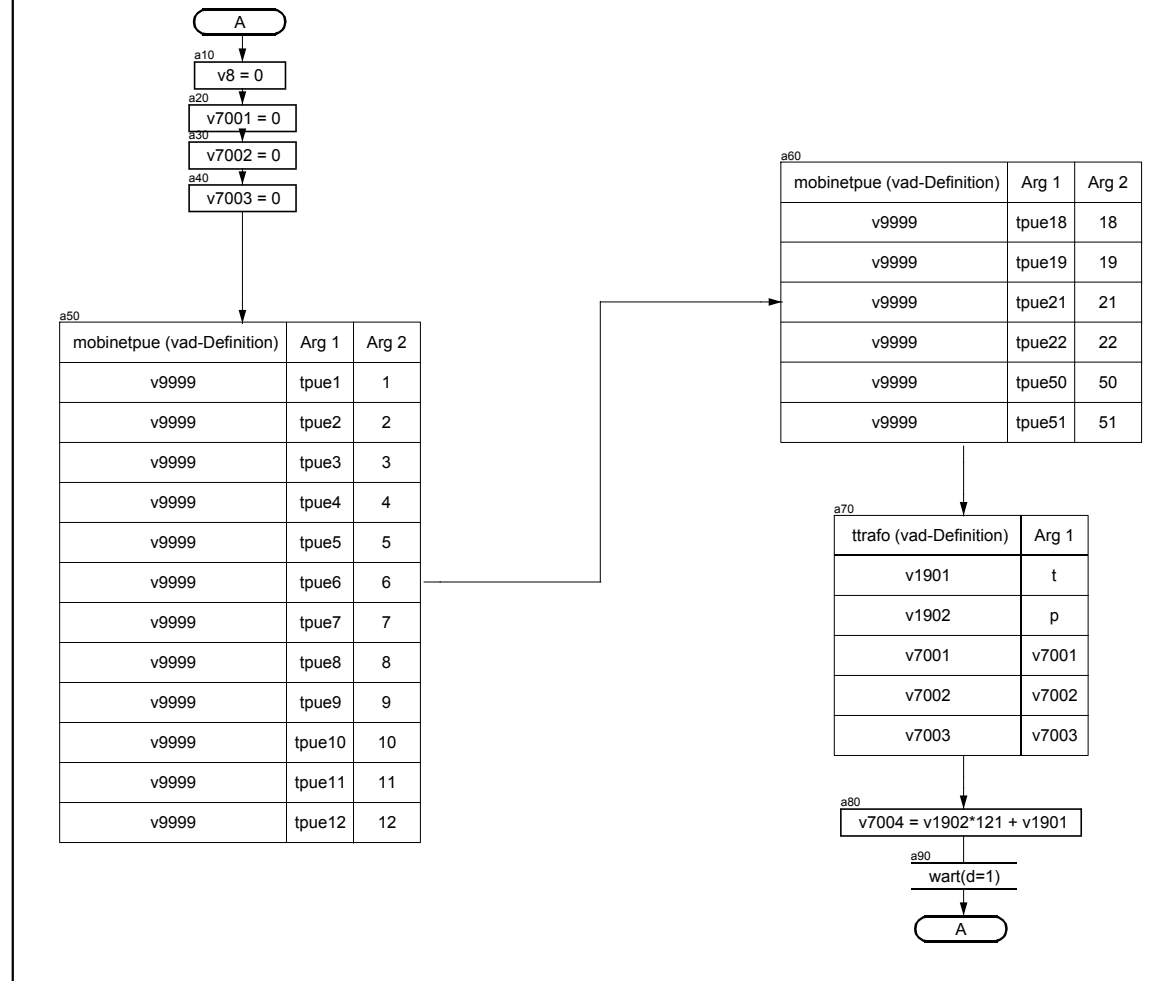 A
a10
v8 = 0
a20
v7001 = 0
a30
v7002 = 0
a40
v7003 = 0
a50
mobinetpue (vad-Definition) Arg 1 Arg 2
v9999 tpue1 1
v9999 tpue2 2
v9999 tpue3 3
v9999 tpue4 4
v9999 tpue5 5
v9999 tpue6 6
v9999 tpue7 7
v9999 tpue8 8
v9999 tpue9 9
v9999 tpue10 10
v9999 tpue11 11
v9999 tpue12 12
a60
mobinetpue (vad-Definition) Arg 1 Arg 2
v9999 tpue18 18
v9999 tpue19 19
v9999 tpue21 21
v9999 tpue22 22
v9999 tpue50 50
v9999 tpue51 51
a70
ttrafo (vad-Definition) Arg 1
v1901 t
v1902 p
v7001 v7001
v7002 v7002
v7003 v7003
a80
v7004 = v1902*121 + v1901
a90
wart(d=1)
A